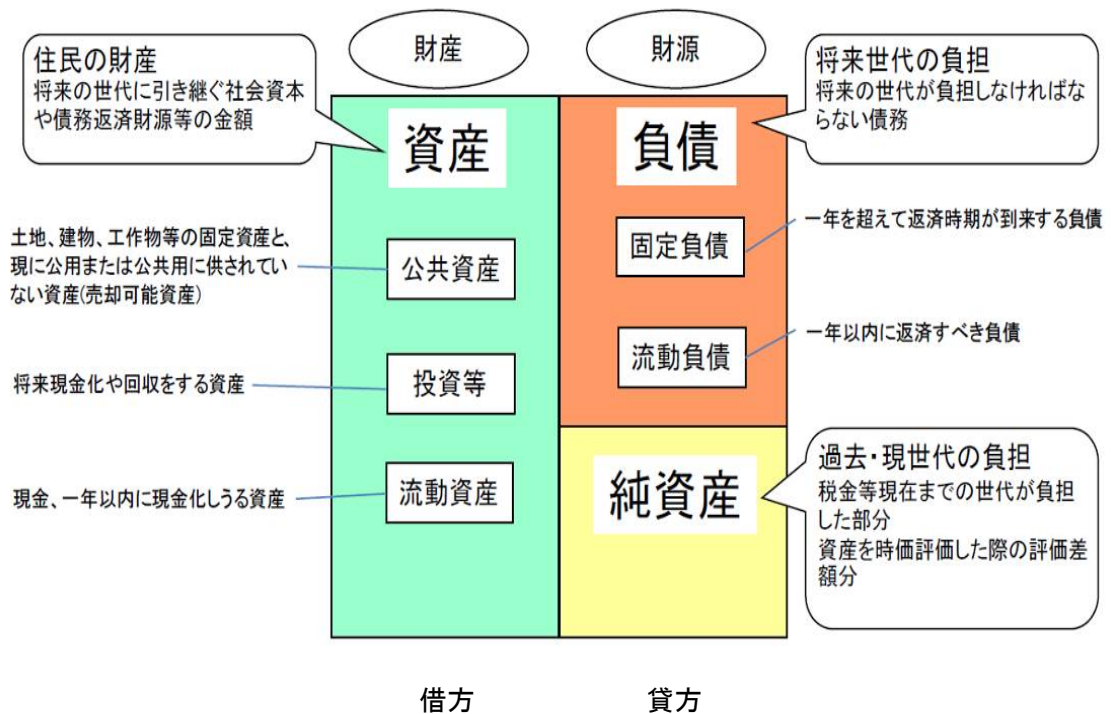 財産
財源
住民の財産
将来の世代に引き継ぐ社会資本
や債務返済財源等の金額
資産
負債
将来世代の負担
将来の世代が負担しなければな
らない債務
土地、建物、工作物等の固定資産と、
現に公用または公共用に供されてい
ない資産(売却可能資産)
公共資産
固定負債
一年を超えて返済時期が到来する負債
将来現金化や回収をする資産
投資等
流動負債
一年以内に返済すべき負債
現金、一年以内に現金化しうる資産
流動資産
純資産
過去・現世代の負担
税金等現在までの世代が負担
した部分
資産を時価評価した際の評価差
額分
借方
貸方